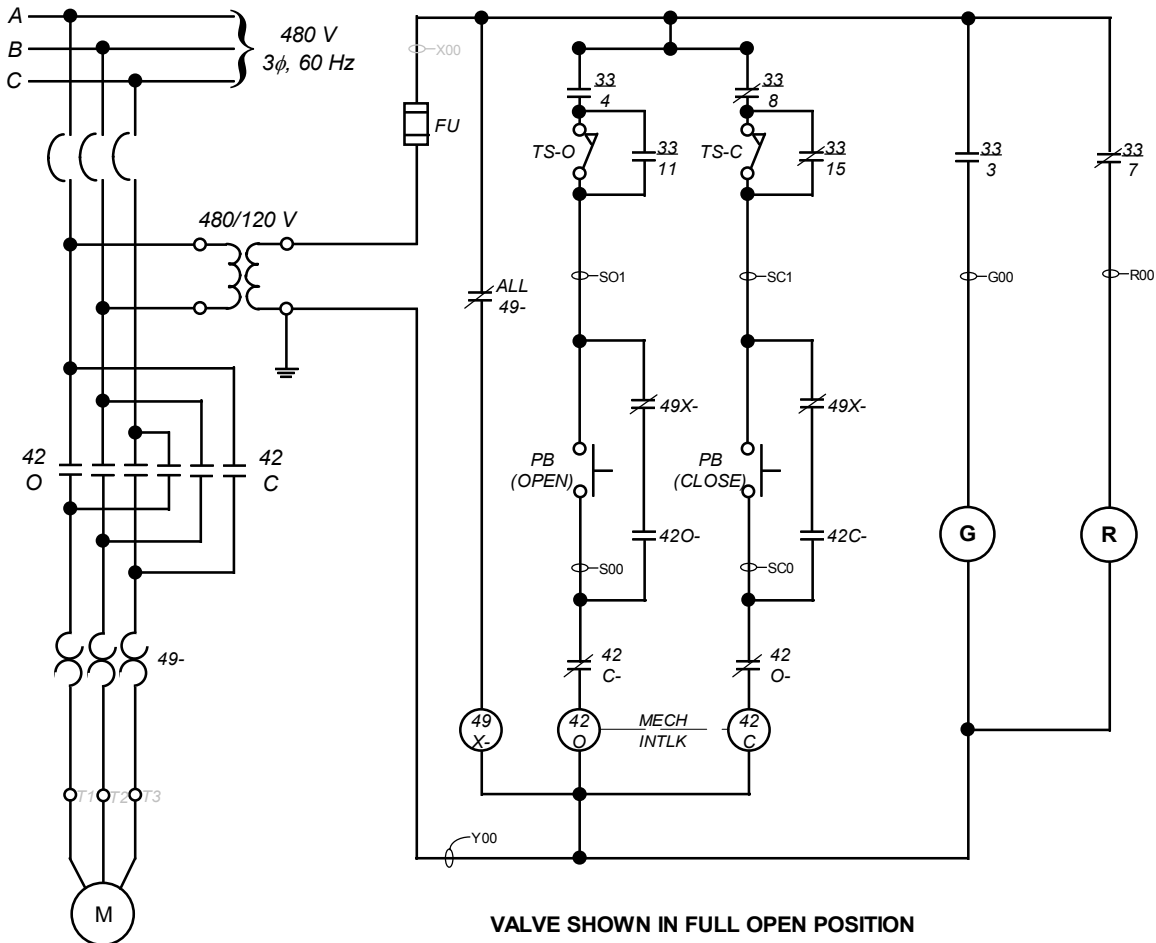 A
B
C
480 V
3ϕ, 60 Hz
X00
FU
480/120 V
33
4
TS-O
33
11
33
8
TS-C
33
15
33
3
33
7
ALL
49-
SO1
SC1
G00
R00
49X-
49X-
42
O
42
C
PB
(OPEN)
PB
(CLOSE)
42O-
42C-
G
R
S00
SC0
49-
42
C-
42
O-
49
X-
42
O
MECH
INTLK
42
C
T1
T2
T3
Y00
M
VALVE SHOWN IN FULL OPEN POSITION